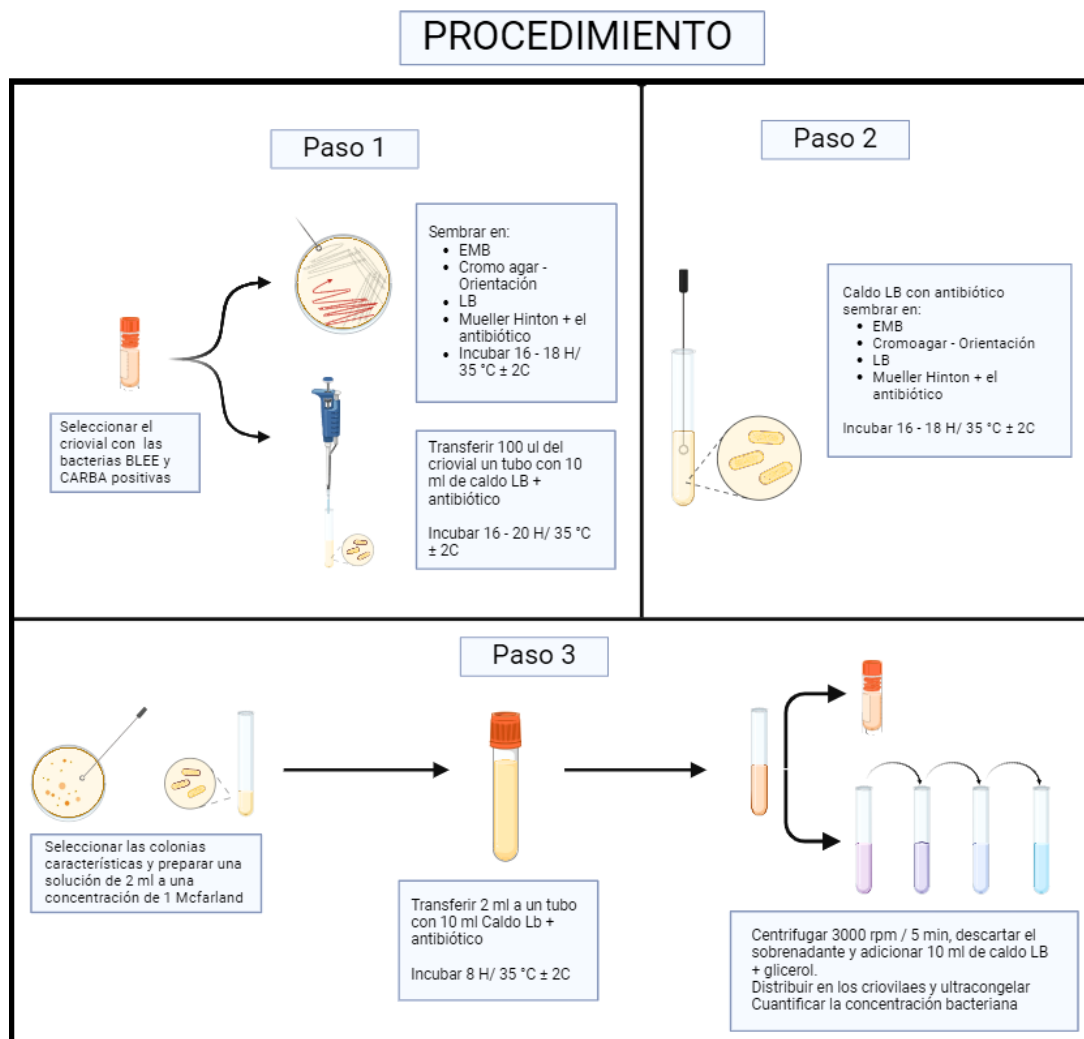 PROCEDIMIENTO
Paso 1
Sembrar en:
• EMB
• Cromo agar -
Orientación
• LB
• Mueller Hinton + el
antibiótico
• Incubar 16 - 18 H/
35 °C ± 2C
Seleccionar el
criovial con las
bacterias BLEE y
CARBA positivas
Transferir 100 ul del
criovial un tubo con 10
ml de caldo LB +
antibiótico
Incubar 16 - 20 H/ 35 °C
± 2C
Paso 2
Caldo LB con antibiótico
sembrar en:
• EMB
• Cromoagar - Orientación
• LB
• Mueller Hinton + el
antibiótico
Incubar 16 - 18 H/ 35 °C ± 2C
Paso 3
Seleccionar las colonias
características y preparar una
solución de 2 ml a una
concentración de 1 Mcfarland
Transferir 2 ml a un tubo
con 10 ml Caldo Lb +
antibiótico
Incubar 8 H/ 35 °C ± 2C
Centrifugar 3000 rpm / 5 min, descartar el
sobrenadante y adicionar 10 ml de caldo LB
+ glicerol.
Distribuir en los criovilaes y ultracongelar
Cuantificar la concentración bacteriana